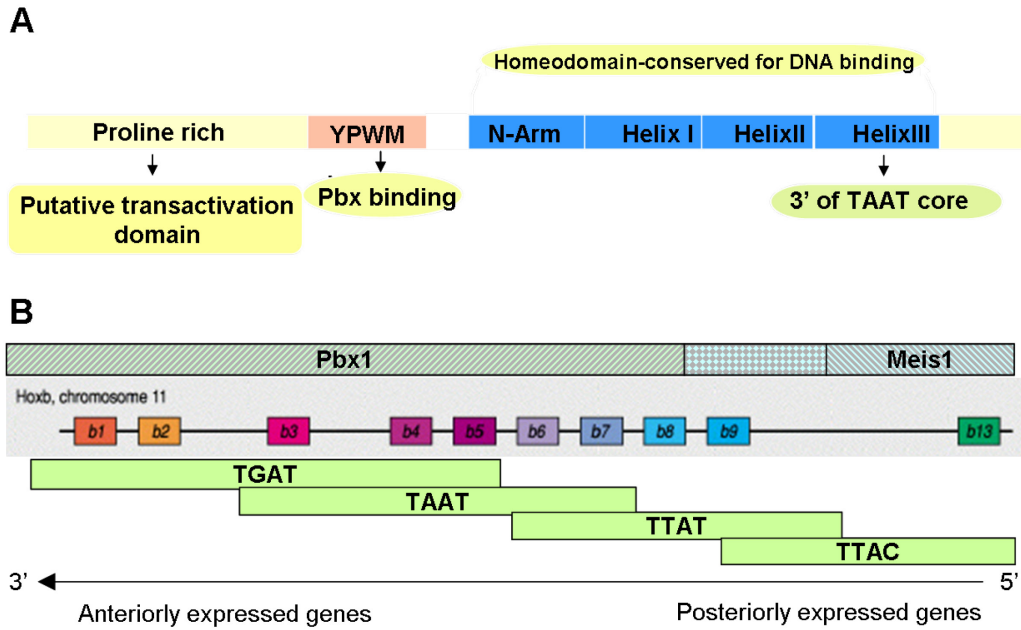 A
Homeodomain-conserved for DNA binding
Proline rich
YPWM
N-Arm
Helix I
HelixII
HelixIII
Putative transactivation
domain
Pbx binding
3’ of TAAT core
B
Pbx1
Meis1
Hoxb, chromosome 11
b1
b2
b3
b4
b5
b6
b7
b8
b9
b13
TGAT
TAAT
TTAT
TTAC
3’
5’
Anteriorly expressed genes
Posteriorly expressed genes